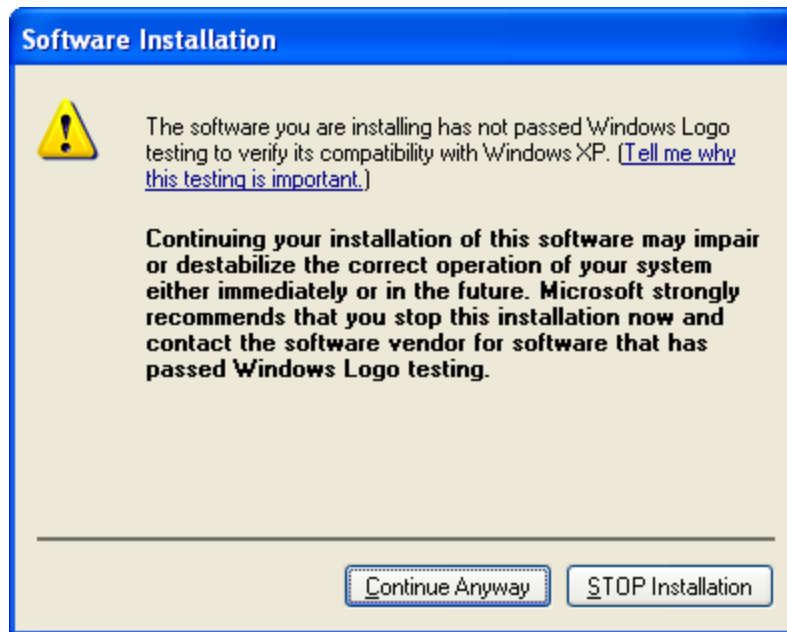 Software Installation
The software you are installing has not passed Windows Logo
testing to verify its compatibility with Windows XP. (Tell me why
this testing is important.)
Continuing your installation of this software may impair
or destabilize the correct operation of your system
either immediately or in the future. Microsoft strongly
recommends that you stop this installation now and
contact the software vendor for software that has
passed Windows Logo testing.
Continue Anyway
STOP Installation